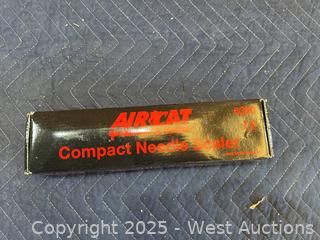 AIRCAT
Compact Needle Scaler
Copyright 2025 - West Auctions